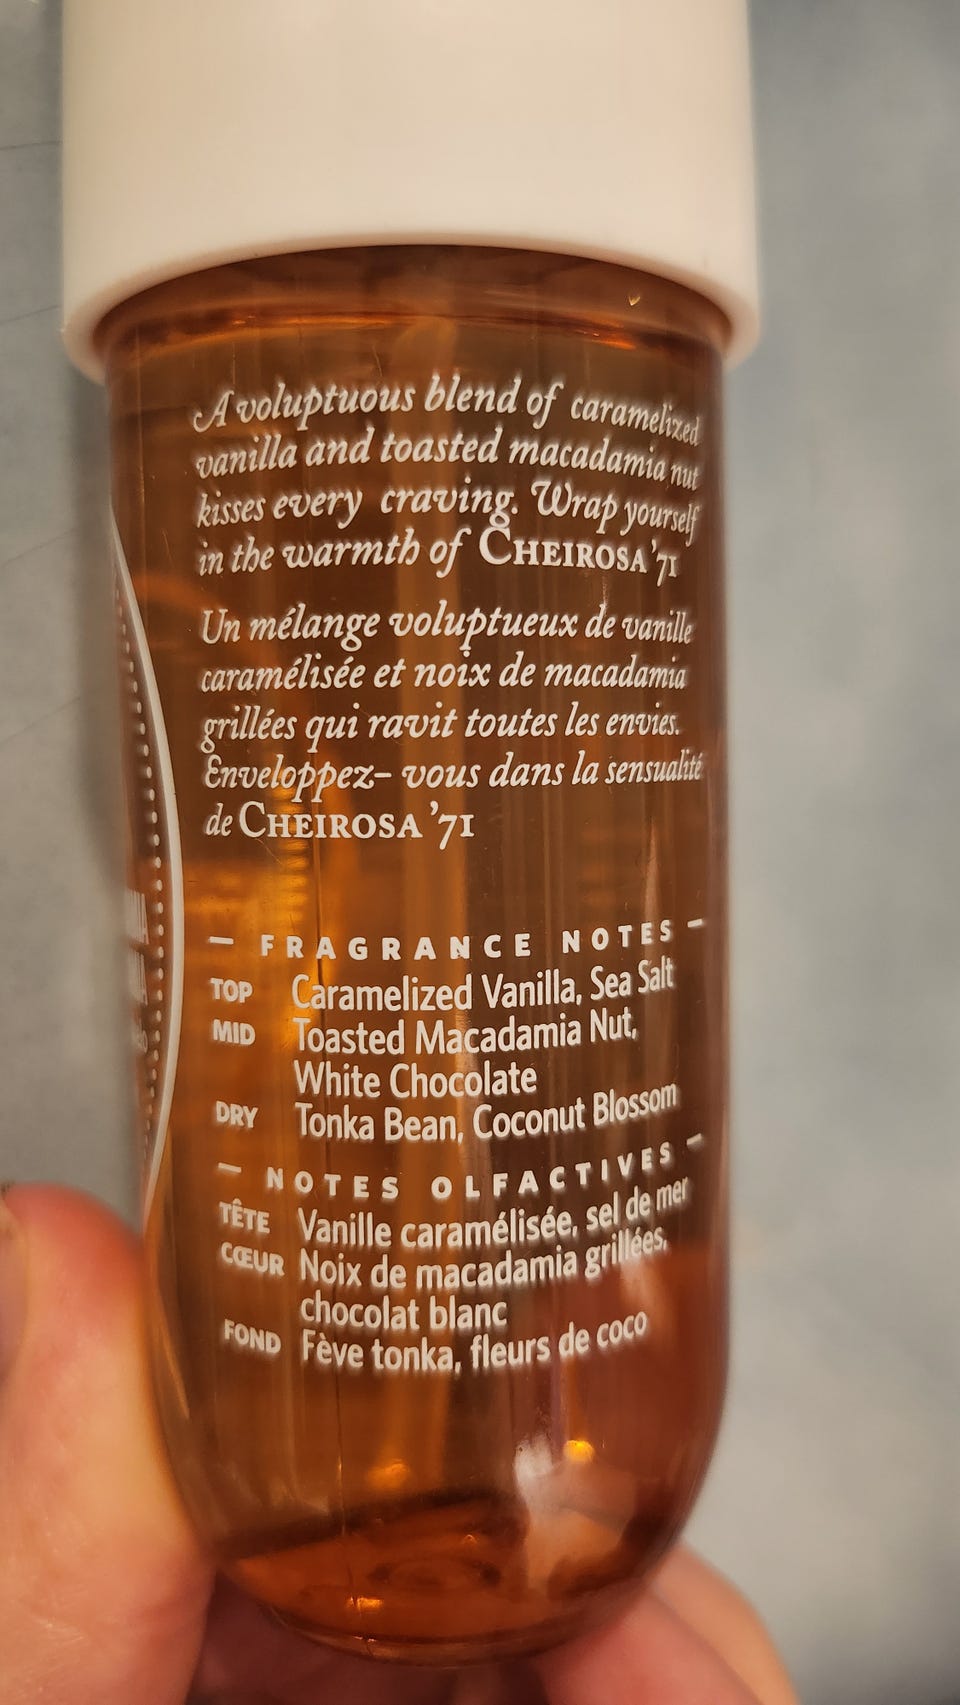 A voluptuous blend of caramelized
vanilla and toasted macadamia nut
kisses every craving. Wrap yourself
in the warmth of CHEIROSA '71
Un mélange voluptueux de vanille
caramélisée et noix de macadamia
grillées qui ravit toutes les envies.
Enveloppez- vous dans la sensualité
de CHEIROSA '71
— FRAGRANCE NOTES —
TOP Caramelized Vanilla, Sea Salt
MID Toasted Macadamia Nut,
White Chocolate
DRY Tonka Bean, Coconut Blossom
— NOTES OLFACTIVES —
TÊTE Vanille caramélisée, sel de mer
CŒUR Noix de macadamia grillées,
chocolat blanc
FOND Fève tonka, fleurs de coco